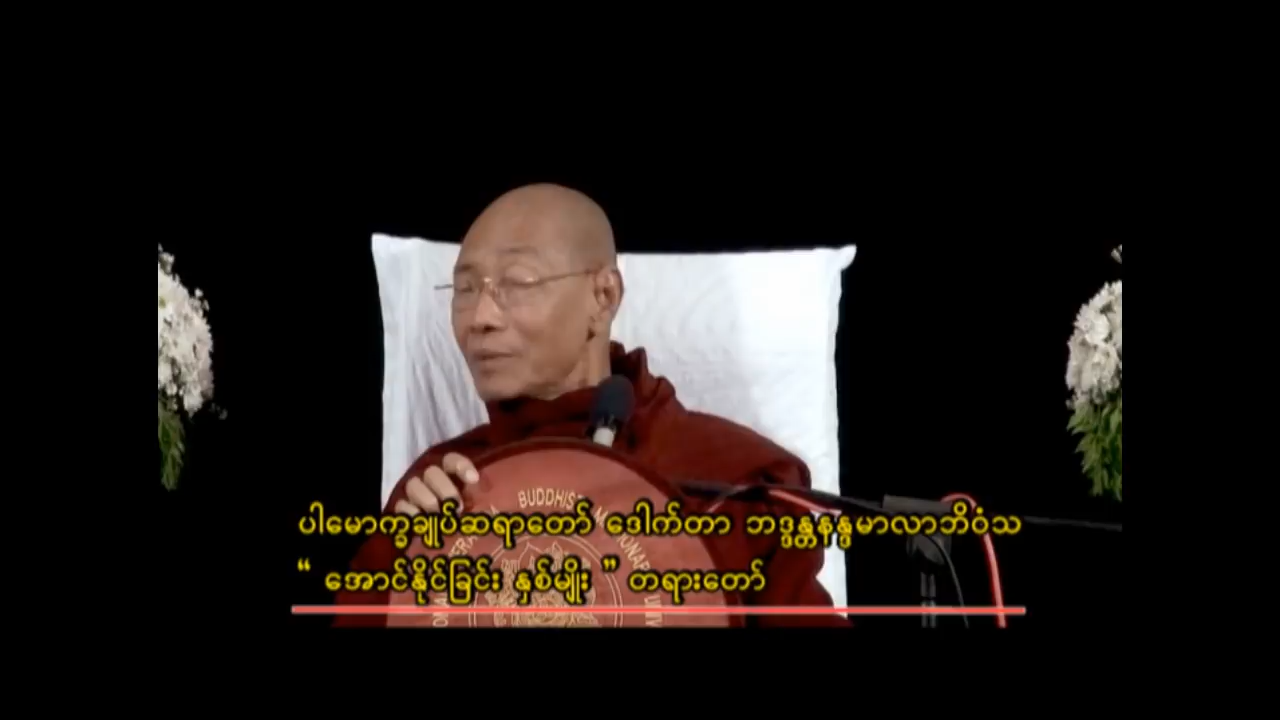 BUDDHIST
ပါမောက္ခချုပ်ဆရာတော် ဒေါက်တာ ဘဒ္ဒန္တနန္ဒမာလာဘိဝံသ
“ အောင်နိုင်ခြင်း နှစ်မျိုး ” တရားတော်